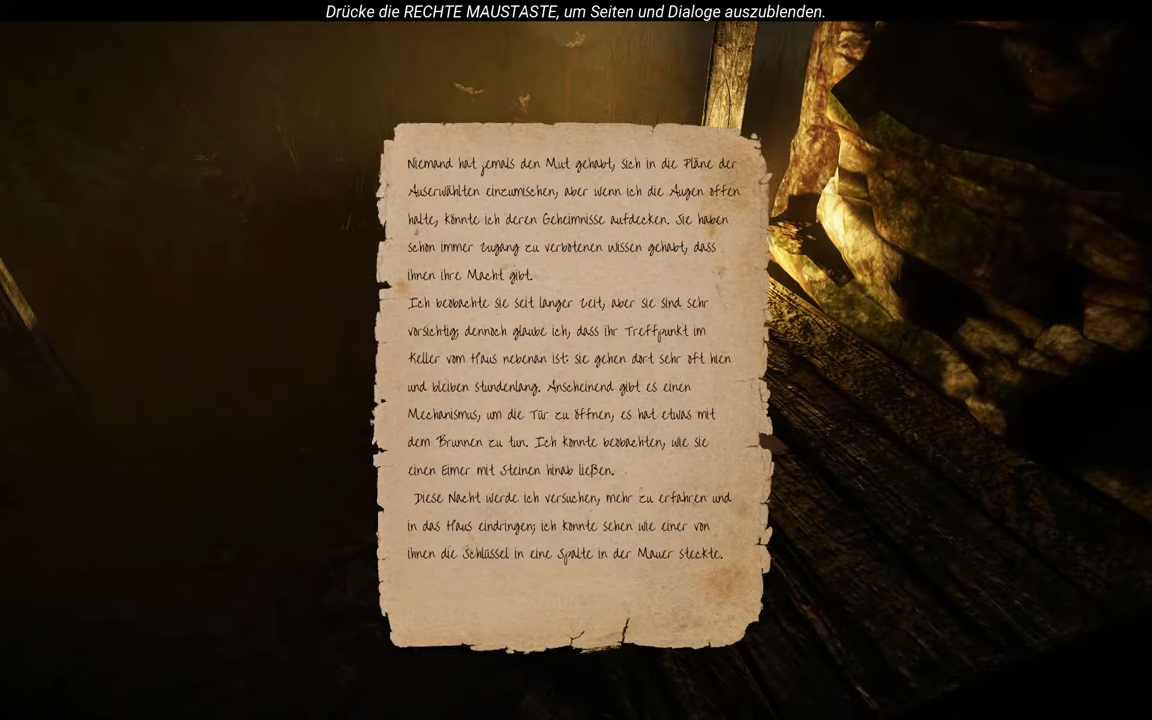 Drücke die RECHTE MAUSTASTE, um Seiten und Dialoge auszublenden.
Niemand hat jemals den Mut gehabt, sich in die Pläne der
Auserwählten einzumischen, aber wenn ich die Augen offen
halte, könnte ich deren Geheimnisse aufdecken. Sie haben
schon immer Zugang zu verbotenen Wissen gehabt, dass
ihnen ihre Macht gibt.
Ich beobachte sie seit langer Zeit, aber sie sind sehr
vorsichtig; dennoch glaube ich, dass ihr Treffpunkt im
Keller vom Haus nebenan ist: sie gehen dort sehr oft hien
und bleiben stundenlang. Anscheinend gibt es einen
Mechanismus, um die Tür zu öffnen, es hat etwas mit
dem Brunnen zu tun. Ich konnte beobachten, wie sie
einen Eimer mit Steinen hinab ließen.
Diese Nacht werde ich versuchen, mehr zu erfahren und
in das Haus eindringen; ich konnte sehen wie einer von
ihnen die Schlüssel in eine Spalte in der Mauer steckte.